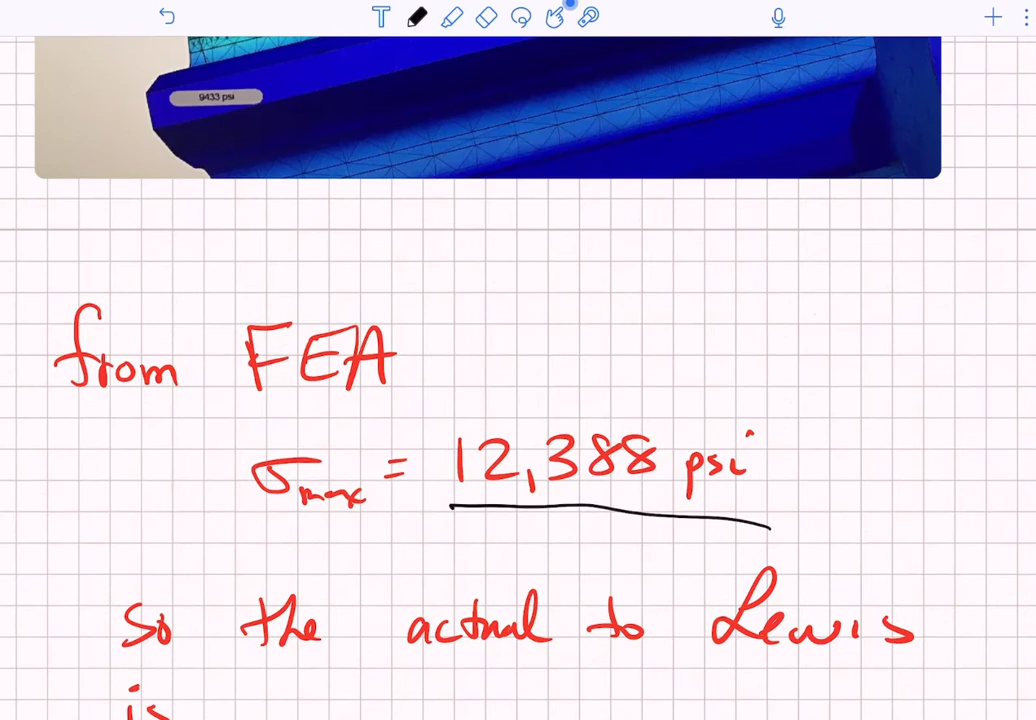 9433 psi
from FEA
σmax = 12,388 psi
so the actual to Lewis
is